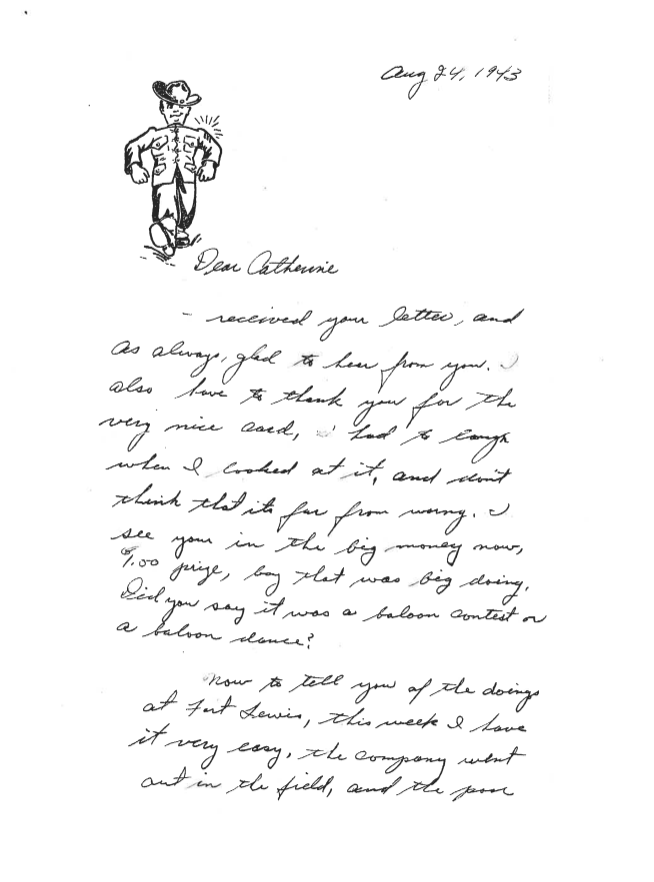 Aug 24, 1943
Dear Catherine
- received your letter, and
as always, glad to hear from you. I
also have to thank you for the
very nice card, i had to laugh
when I looked at it, and don't
think that its far from wrong. I
see your in the big money now,
$1.00 prize, boy that was big doing.
Did you say it was a baloon contest or
a baloon dance?
Now to tell you of the doings
at Fort Lewis, this week I have
it very easy, the company went
out in the field, and the poor